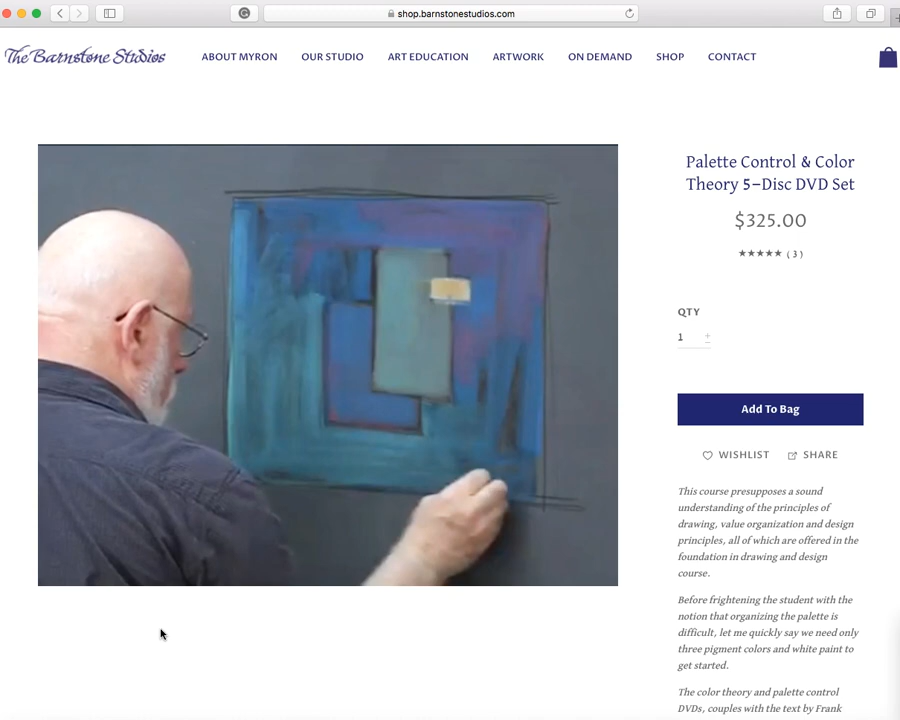 shop.barnstonestudios.com
The Barnstone Studios
ABOUT MYRON OUR STUDIO ART EDUCATION ARTWORK ON DEMAND SHOP CONTACT
Palette Control & Color
Theory 5-Disc DVD Set
$325.00
★★★★★ ( 3 )
QTY
1 +
Add To Bag
WISHLIST SHARE
This course presupposes a sound
understanding of the principles of
drawing, value organization and design
principles, all of which are offered in the
foundation in drawing and design
course.
Before frightening the student with the
notion that organizing the palette is
difficult, let me quickly say we need only
three pigment colors and white paint to
get started.
The color theory and palette control
DVDs, couples with the text by Frank